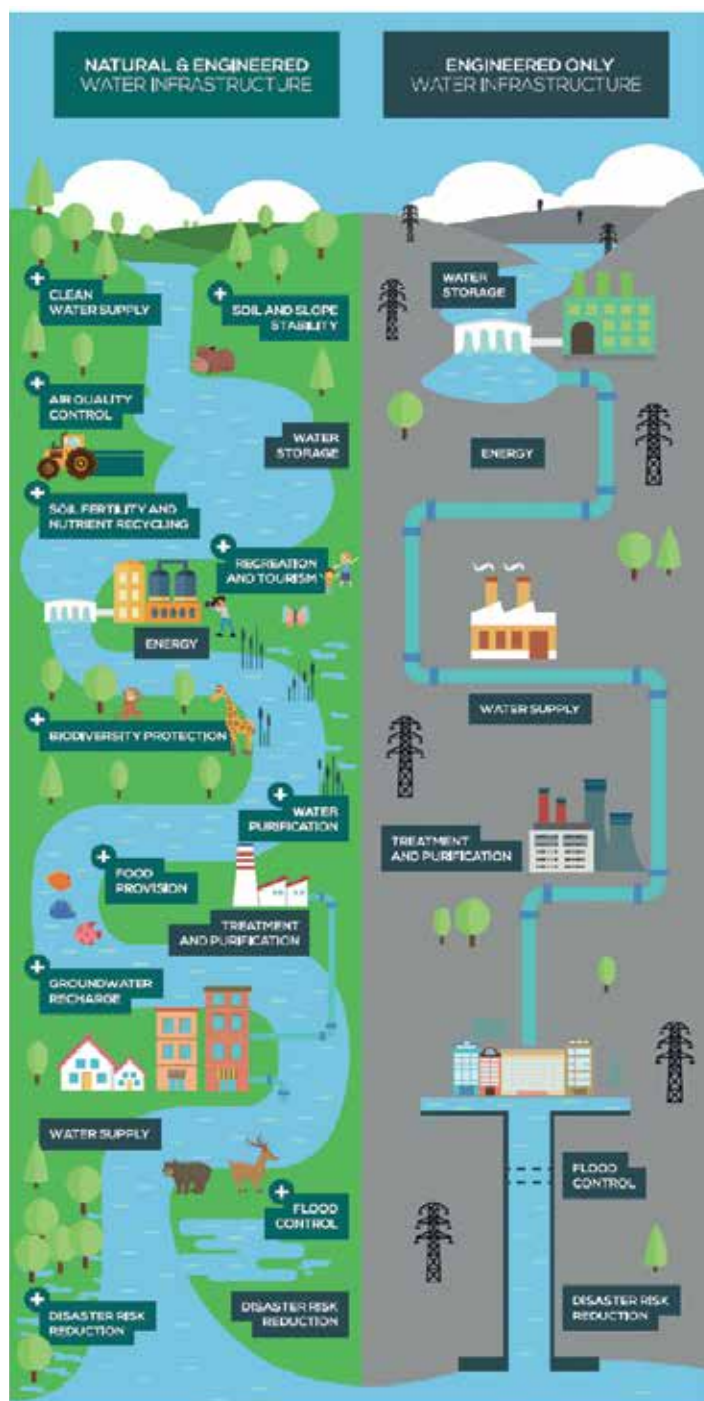 NATURAL & ENGINEERED
WATER INFRASTRUCTURE
CLEAN
WATER SUPPLY
SOIL AND SLOPE
STABILITY
AIR QUALITY
CONTROL
WATER
STORAGE
SOIL FERTILITY AND
NUTRIENT RECYCLING
RECREATION
AND TOURISM
ENERGY
BIODIVERSITY PROTECTION
WATER
PURIFICATION
FOOD
PROVISION
TREATMENT
AND PURIFICATION
GROUNDWATER
RECHARGE
WATER SUPPLY
FLOOD
CONTROL
DISASTER RISK
REDUCTION
DISASTER RISK
REDUCTION
ENGINEERED ONLY
WATER INFRASTRUCTURE
WATER
STORAGE
ENERGY
WATER SUPPLY
TREATMENT
AND PURIFICATION
FLOOD
CONTROL
DISASTER RISK
REDUCTION